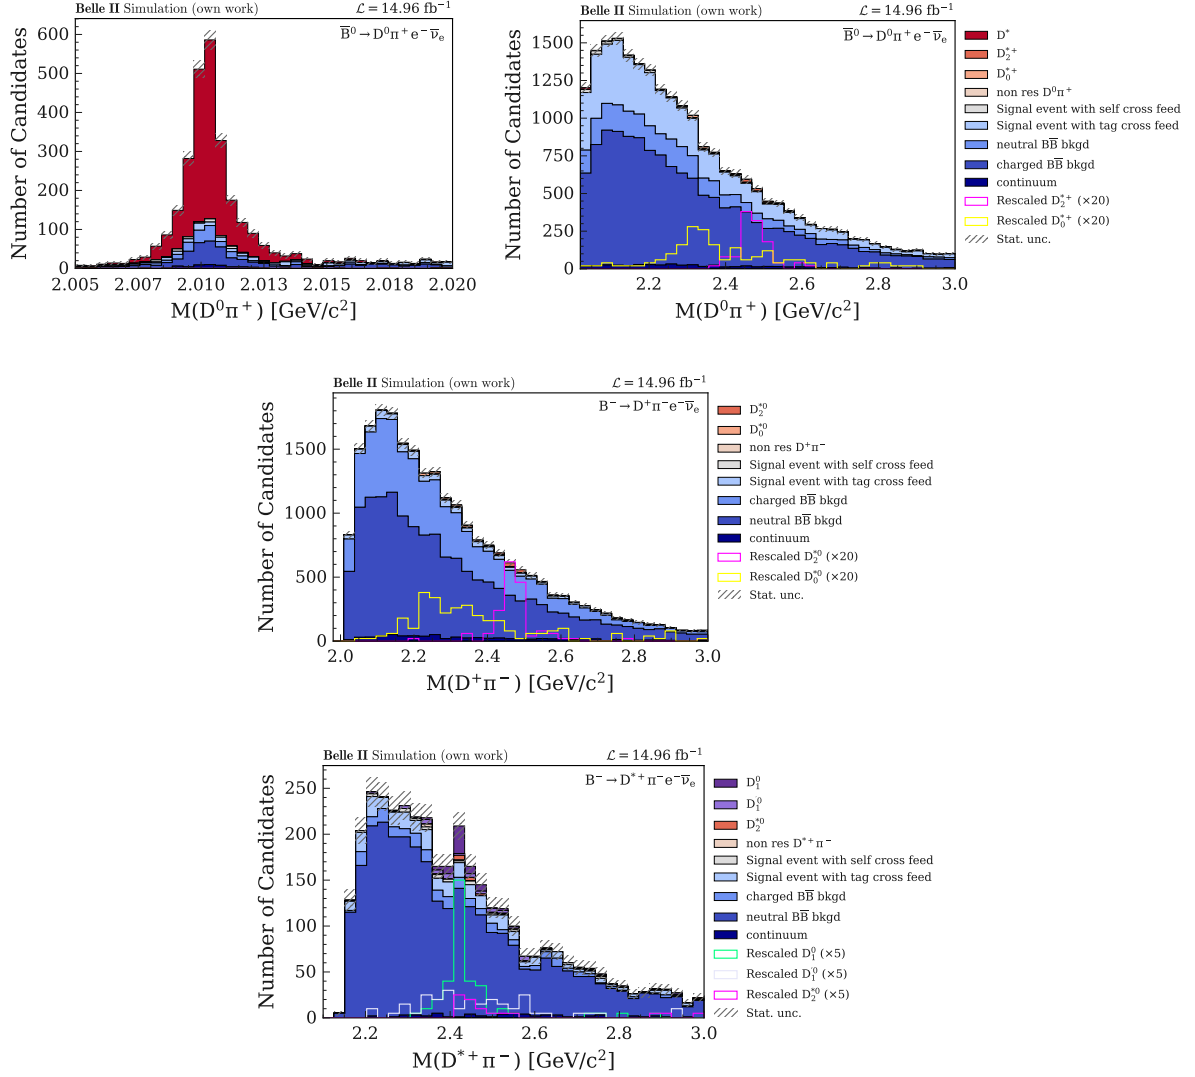 Belle II Simulation (own work) ℒ = 14.96 fb⁻¹
B̅⁰ → D⁰π⁺e⁻ν̅ₑ
Number of Candidates
600
500
400
300
200
100
0
2.005 2.007 2.010 2.013 2.015 2.018 2.020
M(D⁰π⁺) [GeV/c²]
Belle II Simulation (own work) ℒ = 14.96 fb⁻¹
B̅⁰ → D⁰π⁺e⁻ν̅ₑ
Number of Candidates
1500
1250
1000
750
500
250
0
2.2 2.4 2.6 2.8 3.0
M(D⁰π⁺) [GeV/c²]
D*
D₂*⁺
D₀*⁺
non res D⁰π⁺
Signal event with self cross feed
Signal event with tag cross feed
neutral BB̅ bkgd
charged BB̅ bkgd
continuum
Rescaled D₂*⁺ (×20)
Rescaled D₀*⁺ (×20)
Stat. unc.
Belle II Simulation (own work) ℒ = 14.96 fb⁻¹
B⁻ → D⁺π⁻e⁻ν̅ₑ
Number of Candidates
1500
1000
500
0
2.0 2.2 2.4 2.6 2.8 3.0
M(D⁺π⁻) [GeV/c²]
D₂*⁰
D₀*⁰
non res D⁺π⁻
Signal event with self cross feed
Signal event with tag cross feed
charged BB̅ bkgd
neutral BB̅ bkgd
continuum
Rescaled D₂*⁰ (×20)
Rescaled D₀*⁰ (×20)
Stat. unc.
Belle II Simulation (own work) ℒ = 14.96 fb⁻¹
B⁻ → D*⁺π⁻e⁻ν̅ₑ
Number of Candidates
250
200
150
100
50
0
2.2 2.4 2.6 2.8 3.0
M(D*⁺π⁻) [GeV/c²]
D₁⁰
D₁′⁰
D₂*⁰
non res D*⁺π⁻
Signal event with self cross feed
Signal event with tag cross feed
charged BB̅ bkgd
neutral BB̅ bkgd
continuum
Rescaled D₁⁰ (×5)
Rescaled D₁′⁰ (×5)
Rescaled D₂*⁰ (×5)
Stat. unc.